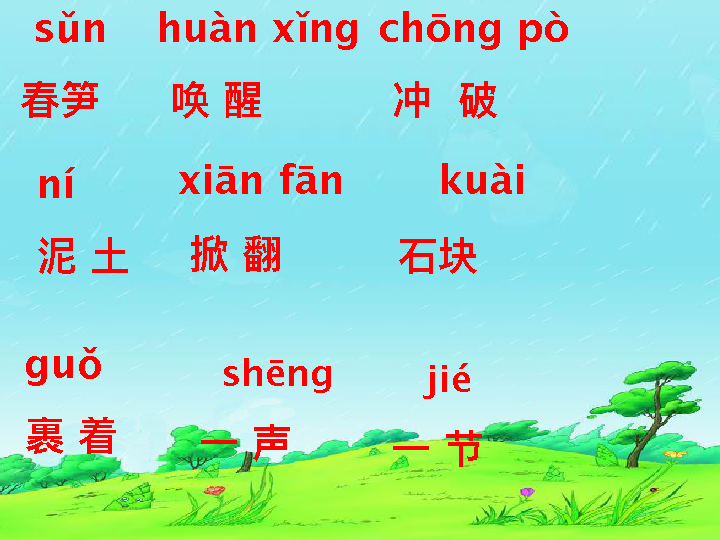 sǔn huàn xǐng chōng pò
春笋 唤 醒 冲 破
ní xiān fān kuài
泥 土 掀 翻 石块
guǒ shēng jié
裹 着 一 声 一 节